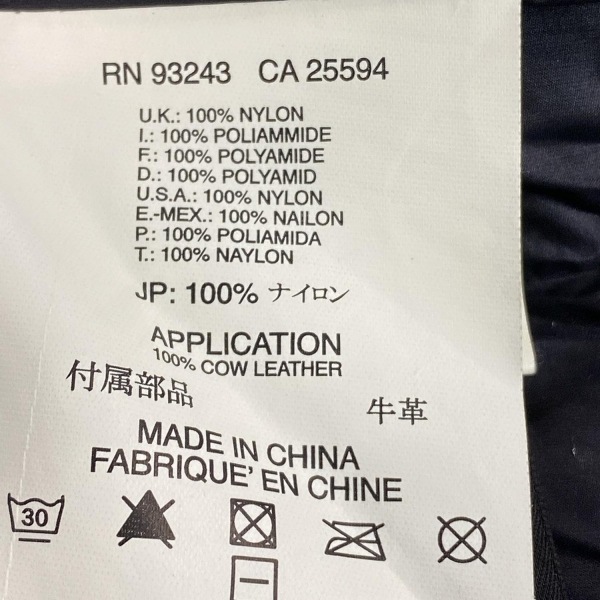 RN 93243 CA 25594
U.K.: 100% NYLON
I.: 100% POLIAMMIDE
F.: 100% POLYAMIDE
D.: 100% POLYAMID
U.S.A.: 100% NYLON
E.-MEX.: 100% NAILON
P.: 100% POLIAMIDA
T.: 100% NAYLON
JP: 100% ナイロン
APPLICATION
100% COW LEATHER
付属部品 牛革
MADE IN CHINA
FABRIQUE' EN CHINE
30